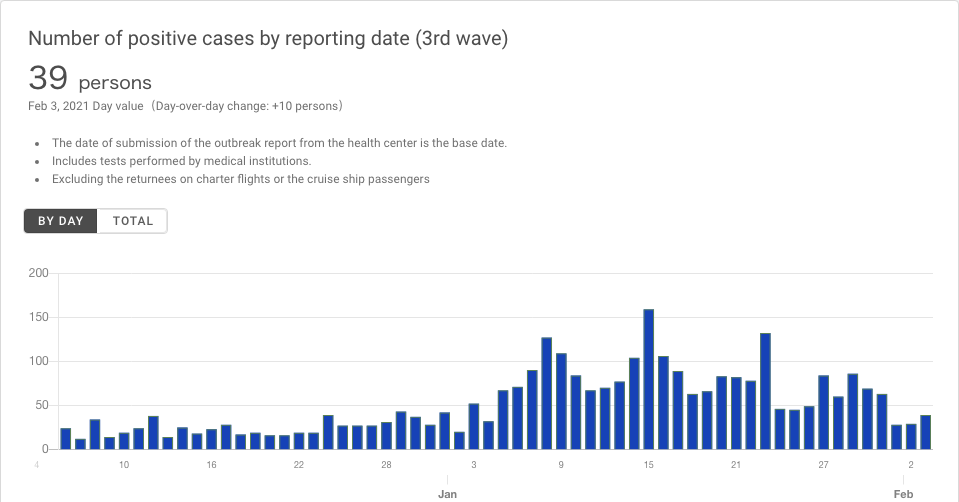 Number of positive cases by reporting date (3rd wave)
39 persons
Feb 3, 2021 Day value（Day-over-day change: +10 persons）
The date of submission of the outbreak report from the health center is the base date.
Includes tests performed by medical institutions.
Excluding the returnees on charter flights or the cruise ship passengers
BY DAY TOTAL
200
150
100
50
0
4 10 16 22 28 3 9 15 21 27 2
Jan Feb